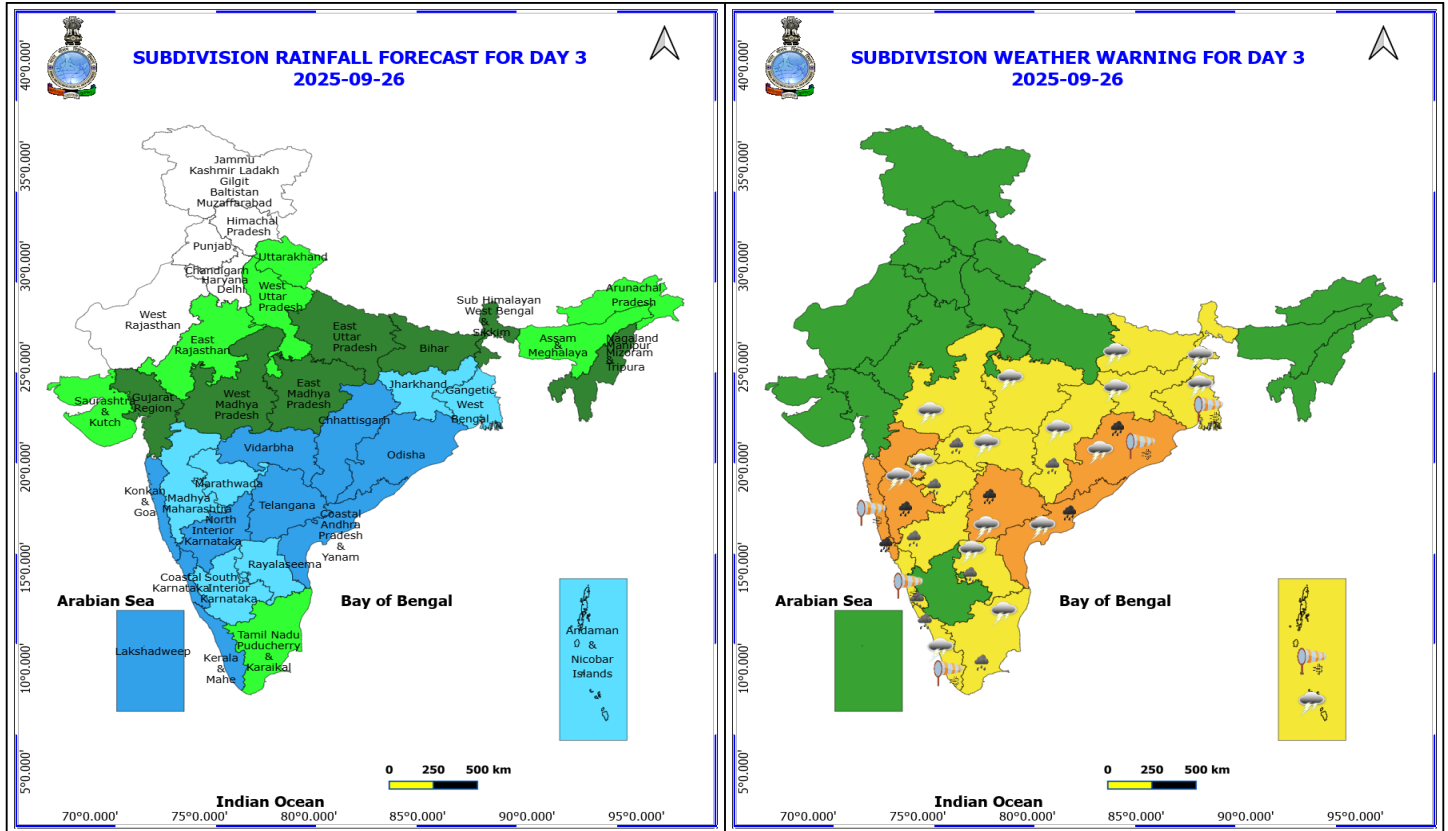 SUBDIVISION RAINFALL FORECAST FOR DAY 3
2025-09-26
40°0.000'
35°0.000'
30°0.000'
25°0.000'
20°0.000'
15°0.000'
10°0.000'
5°0.000'
Jammu
Kashmir Ladakh
Gilgit
Baltistan
Muzaffarabad
Himachal
Pradesh
Punjab
Uttarakhand
Chandigarh
Haryana
Delhi
West
Uttar
Pradesh
West
Rajasthan
East
Rajasthan
East
Uttar
Pradesh
Bihar
Sub Himalayan
West Bengal
&
Sikkim
Arunachal
Pradesh
Assam
&
Meghalaya
Nagaland
Manipur
Mizoram
&
Tripura
Saurashtra
&
Kutch
Gujarat
Region
West
Madhya
Pradesh
East
Madhya
Pradesh
Jharkhand
Gangetic
West
Bengal
Chhattisgarh
Vidarbha
Odisha
Konkan
&
Goa
Madhya
Maharashtra
Marathwada
Telangana
North
Interior
Karnataka
Coastal
Andhra
Pradesh
&
Yanam
Rayalaseema
Coastal
Karnataka
South
Interior
Karnataka
Arabian Sea
Bay of Bengal
Lakshadweep
Kerala
&
Mahe
Tamil Nadu
Puducherry
&
Karaikal
Andaman
&
Nicobar
Islands
0 250 500 km
Indian Ocean
70°0.000' 75°0.000' 80°0.000' 85°0.000' 90°0.000' 95°0.000'
SUBDIVISION WEATHER WARNING FOR DAY 3
2025-09-26
40°0.000'
35°0.000'
30°0.000'
25°0.000'
20°0.000'
15°0.000'
10°0.000'
5°0.000'
Arabian Sea
Bay of Bengal
0 250 500 km
Indian Ocean
70°0.000' 75°0.000' 80°0.000' 85°0.000' 90°0.000' 95°0.000'